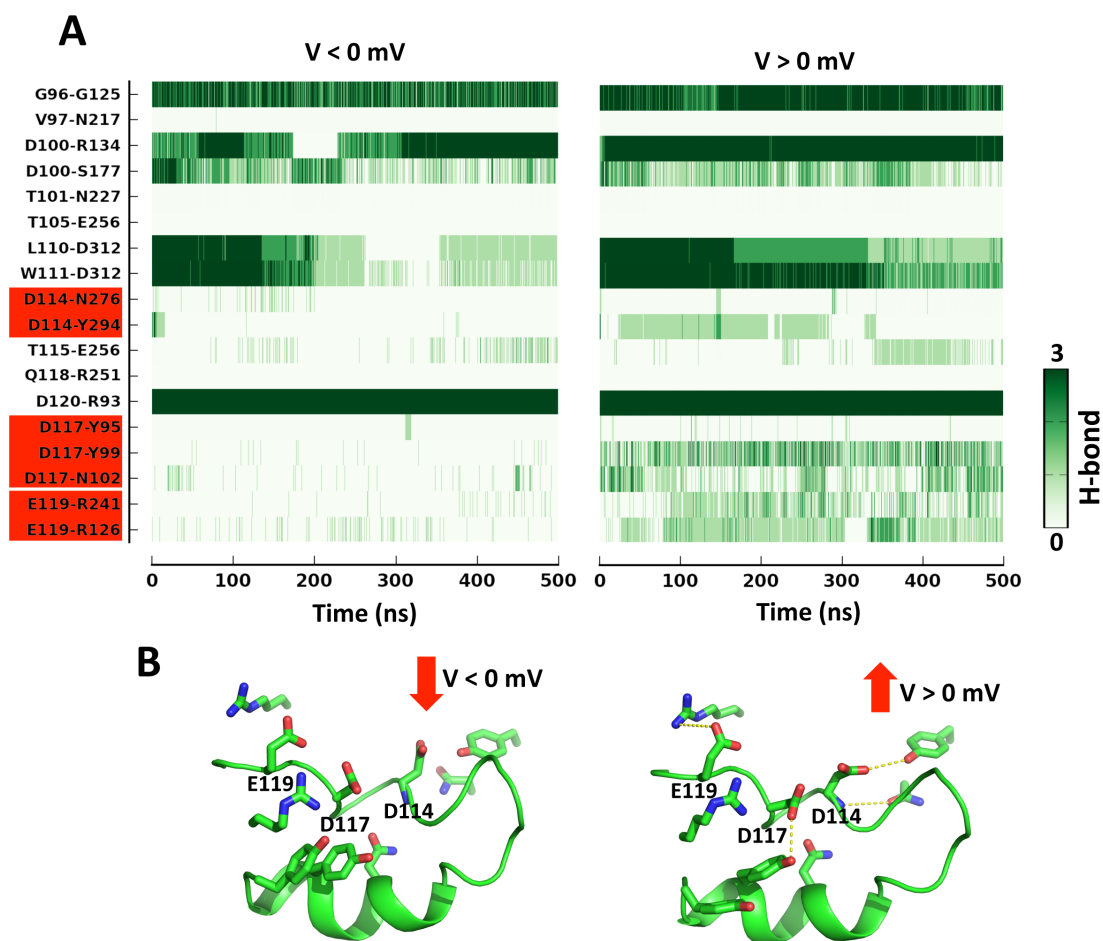 A
V < 0 mV
V > 0 mV
G96-G125
V97-N217
D100-R134
D100-S177
T101-N227
T105-E256
L110-D312
W111-D312
D114-N276
D114-Y294
T115-E256
Q118-R251
D120-R93
D117-Y95
D117-Y99
D117-N102
E119-R241
E119-R126
3
H-bond
0
0 100 200 300 400 500
0 100 200 300 400 500
Time (ns)
Time (ns)
B
V < 0 mV
V > 0 mV
E119
D117
D114
E119
D117
D114